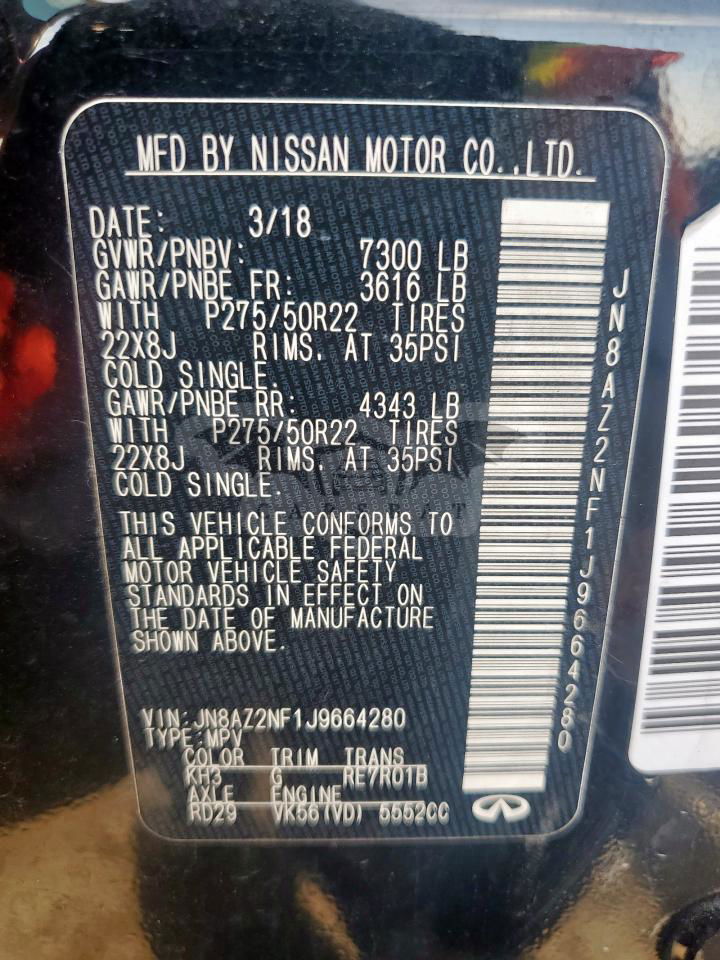 MFD BY NISSAN MOTOR CO.,LTD.
DATE: 3/18
GVWR/PNBV: 7300 LB
GAWR/PNBE FR: 3616 LB
WITH P275/50R22 TIRES
22X8J RIMS. AT 35PSI
COLD SINGLE.
GAWR/PNBE RR: 4343 LB
WITH P275/50R22 TIRES
22X8J RIMS. AT 35PSI
COLD SINGLE.
THIS VEHICLE CONFORMS TO
ALL APPLICABLE FEDERAL
MOTOR VEHICLE SAFETY
STANDARDS IN EFFECT ON
THE DATE OF MANUFACTURE
SHOWN ABOVE.
VIN:JN8AZ2NF1J9664280
TYPE:MPV
COLOR TRIM TRANS
KH3 G RE7R01B
AXLE ENGINE
RD29 VK56(VD) 5552CC
JN8AZ2NF1J9664280